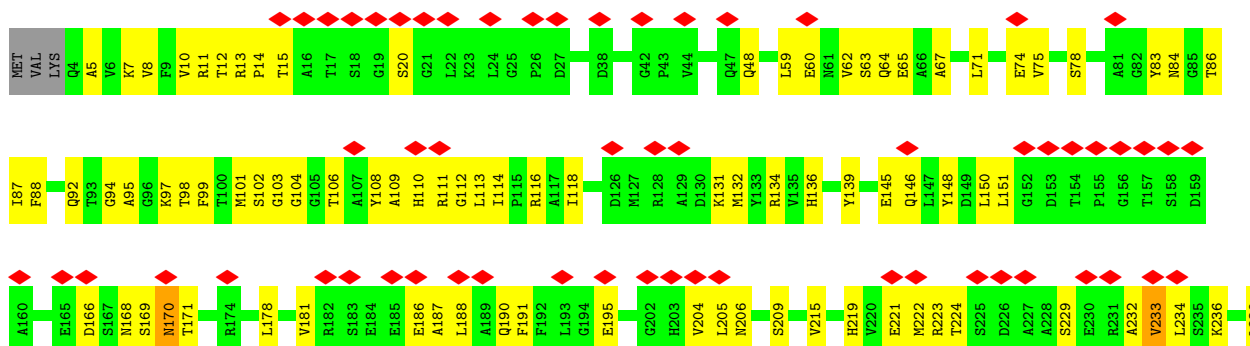 MET VAL LYS Q4 A5 V6 K7 V8 F9 V10 R11 T12 R13 P14 T15 A16 T17 S18 G19 S20 G21 L22 K23 L24 G25 P26 D27 D38 G42 P43 V44 Q47 Q48 L59 E60 N61 V62 S63 Q64 E65 A66 A67 L71 E74 V75 S78 A81 G82 Y83 N84 G85 T86
I87 F88 Q92 T93 G94 A95 G96 K97 T98 F99 T100 M101 S102 G103 G104 G105 T106 A107 Y108 A109 H110 R111 G112 L113 I114 P115 R116 A117 I118 D126 M127 R128 A129 D130 K131 M132 Y133 R134 V135 H136 Y139 E145 Q146 L147 Y148 D149 L150 L151 G152 D153 T154 P155 G156 T157 S158 D159
A160 E165 D166 S167 N168 S169 N170 T171 R174 L178 V181 R182 S183 E184 E185 E186 A187 L188 A189 Q190 F191 F192 L193 G194 E195 G202 H203 V204 L205 N206 S209 V215 H219 V220 E221 M222 R223 T224 S225 D226 A227 A228 S229 E230 R231 A232 V233 L234 S235 K236